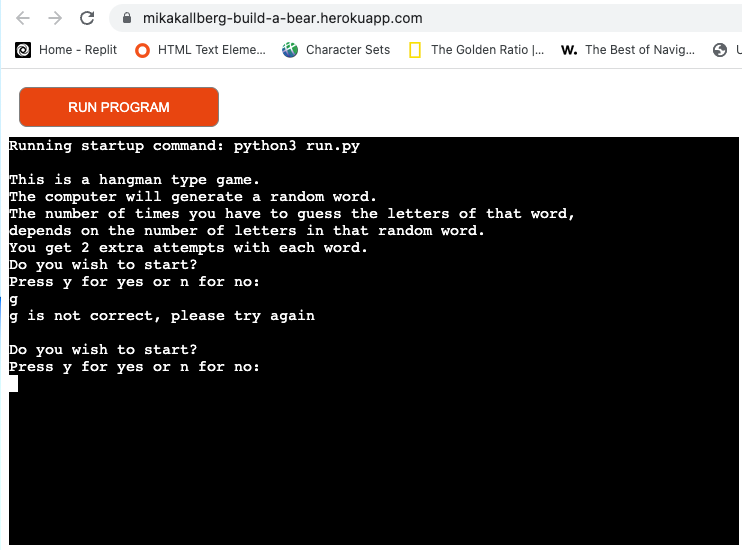 mikakallberg-build-a-bear.herokuapp.com
Home - Replit HTML Text Eleme... Character Sets The Golden Ratio |... W. The Best of Navig... U
RUN PROGRAM
Running startup command: python3 run.py
This is a hangman type game.
The computer will generate a random word.
The number of times you have to guess the letters of that word,
depends on the number of letters in that random word.
You get 2 extra attempts with each word.
Do you wish to start?
Press y for yes or n for no:
g
g is not correct, please try again
Do you wish to start?
Press y for yes or n for no: